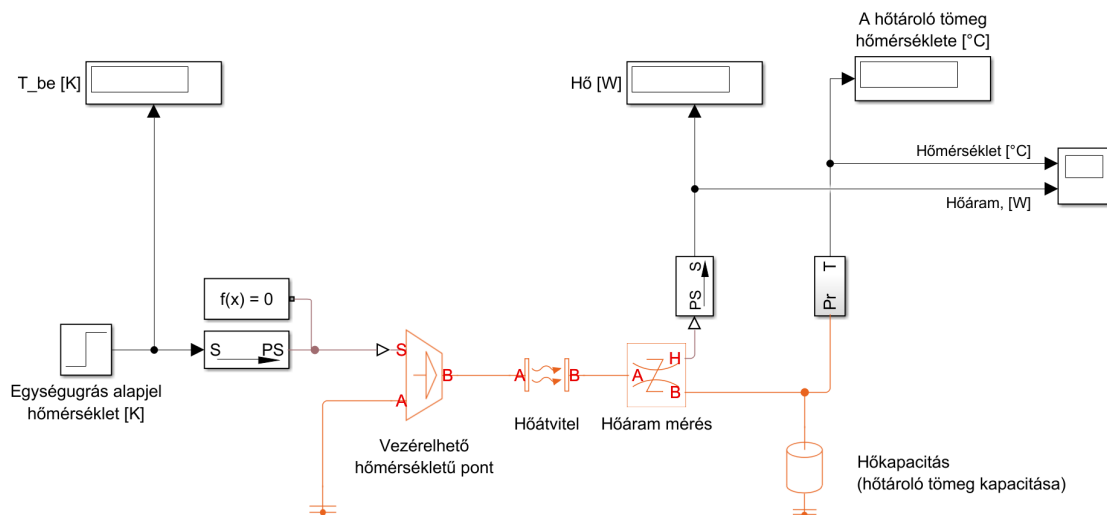 A hőtároló tömeg
hőmérséklete [°C]
T_be [K]
Hő [W]
Hőmérséklet [°C]
Hőáram, [W]
f(x) = 0
S PS
PS S
Pr T
S
A
B
A B
A H
B
Egységugrás alapjel
hőmérséklet [K]
Vezérelhető
hőmérsékletű pont
Hőátvitel
Hőáram mérés
Hőkapacitás
(hőtároló tömeg kapacitása)